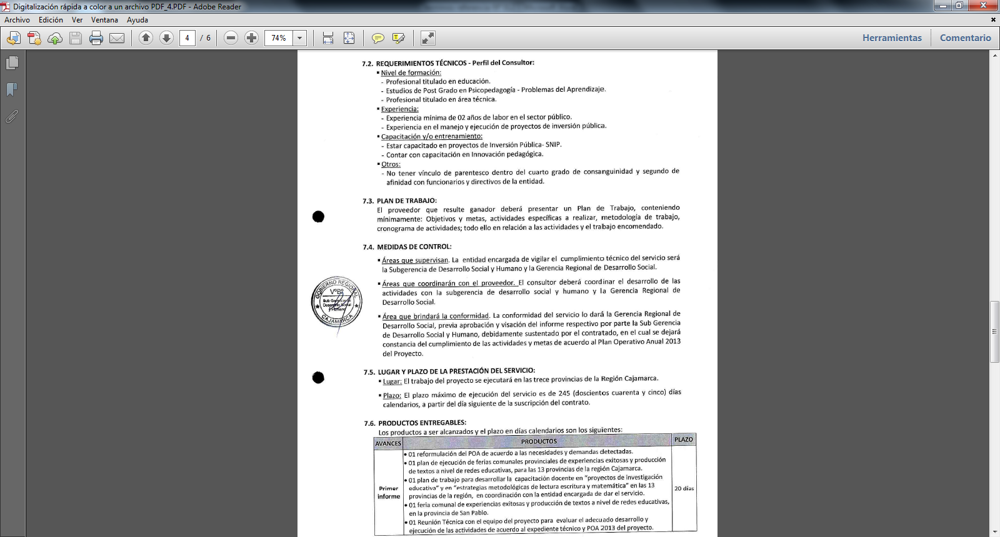 Digitalización rápida a color a un archivo PDF_4.PDF - Adobe Reader
Archivo Edición Ver Ventana Ayuda
4 / 6 74% Herramientas Comentario
7.2. REQUERIMIENTOS TÉCNICOS - Perfil del Consultor:
▪ Nivel de formación:
- Profesional titulado en educación.
- Estudios de Post Grado en Psicopedagogía - Problemas del Aprendizaje.
- Profesional titulado en área técnica.
▪ Experiencia:
- Experiencia mínima de 02 años de labor en el sector público.
- Experiencia en el manejo y ejecución de proyectos de inversión pública.
▪ Capacitación y/o entrenamiento:
- Estar capacitado en proyectos de Inversión Pública- SNIP.
- Contar con capacitación en Innovación pedagógica.
▪ Otros:
- No tener vínculo de parentesco dentro del cuarto grado de consanguinidad y segundo de
afinidad con funcionarios y directivos de la entidad.
7.3. PLAN DE TRABAJO:
El proveedor que resulte ganador deberá presentar un Plan de Trabajo, conteniendo
mínimamente: Objetivos y metas, actividades específicas a realizar, metodología de trabajo,
cronograma de actividades; todo ello en relación a las actividades y el trabajo encomendado.
7.4. MEDIDAS DE CONTROL:
▪ Áreas que supervisan. La entidad encargada de vigilar el cumplimiento técnico del servicio será
la Subgerencia de Desarrollo Social y Humano y la Gerencia Regional de Desarrollo Social.
▪ Áreas que coordinarán con el proveedor. El consultor deberá coordinar el desarrollo de las
actividades con la subgerencia de desarrollo social y humano y la Gerencia Regional de
Desarrollo Social.
GOBIERNO REGIONAL
V°B°
Sub Gerencia de
Desarrollo Social
y Humano
CAJAMARCA
▪ Área que brindará la conformidad. La conformidad del servicio lo dará la Gerencia Regional de
Desarrollo Social, previa aprobación y visación del informe respectivo por parte la Sub Gerencia
de Desarrollo Social y Humano, debidamente sustentado por el contratado, en el cual se dejará
constancia del cumplimiento de las actividades y metas de acuerdo al Plan Operativo Anual 2013
del Proyecto.
7.5. LUGAR Y PLAZO DE LA PRESTACIÓN DEL SERVICIO:
▪ Lugar: El trabajo del proyecto se ejecutará en las trece provincias de la Región Cajamarca.
▪ Plazo: El plazo máximo de ejecución del servicio es de 245 (doscientos cuarenta y cinco) días
calendarios, a partir del día siguiente de la suscripción del contrato.
7.6. PRODUCTOS ENTREGABLES:
Los productos a ser alcanzados y el plazo en días calendarios son los siguientes:
AVANCES PRODUCTOS PLAZO
Primer
informe
• 01 reformulación del POA de acuerdo a las necesidades y demandas detectadas.
• 01 plan de ejecución de ferias comunales provinciales de experiencias exitosas y producción
de textos a nivel de redes educativas, para las 13 provincias de la región Cajamarca.
• 01 plan de trabajo para desarrollar la capacitación docente en "proyectos de investigación
educativa" y en "estrategias metodológicas de lectura escritura y matemática" en las 13
provincias de la región, en coordinación con la entidad encargada de dar el servicio.
• 01 feria comunal de experiencias exitosas y producción de textos a nivel de redes educativas,
en la provincia de San Pablo.
• 01 Reunión Técnica con el equipo del proyecto para evaluar el adecuado desarrollo y
ejecución de las actividades de acuerdo al expediente técnico y POA 2013 del proyecto.
20 días